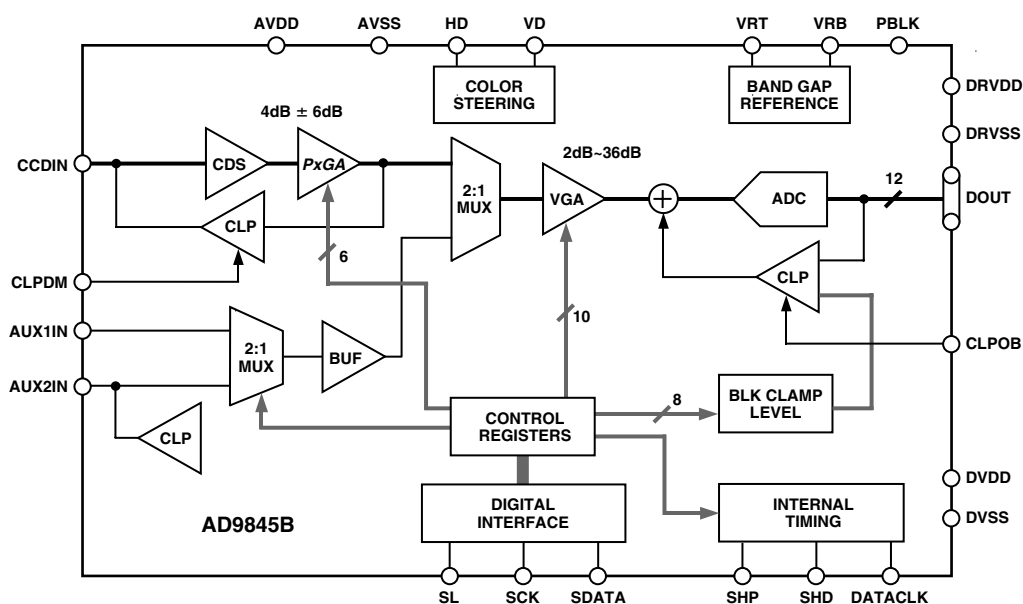 AVDD
AVSS
HD
VD
VRT
VRB
PBLK
COLOR
STEERING
BAND GAP
REFERENCE
DRVDD
DRVSS
4dB ± 6dB
2dB~36dB
CCDIN
CDS
PxGA
2:1
MUX
VGA
ADC
12
DOUT
CLP
6
CLP
CLPDM
10
AUX1IN
2:1
MUX
BUF
CLPOB
AUX2IN
CLP
CONTROL
REGISTERS
8
BLK CLAMP
LEVEL
DVDD
DVSS
DIGITAL
INTERFACE
INTERNAL
TIMING
AD9845B
SL
SCK
SDATA
SHP
SHD
DATACLK